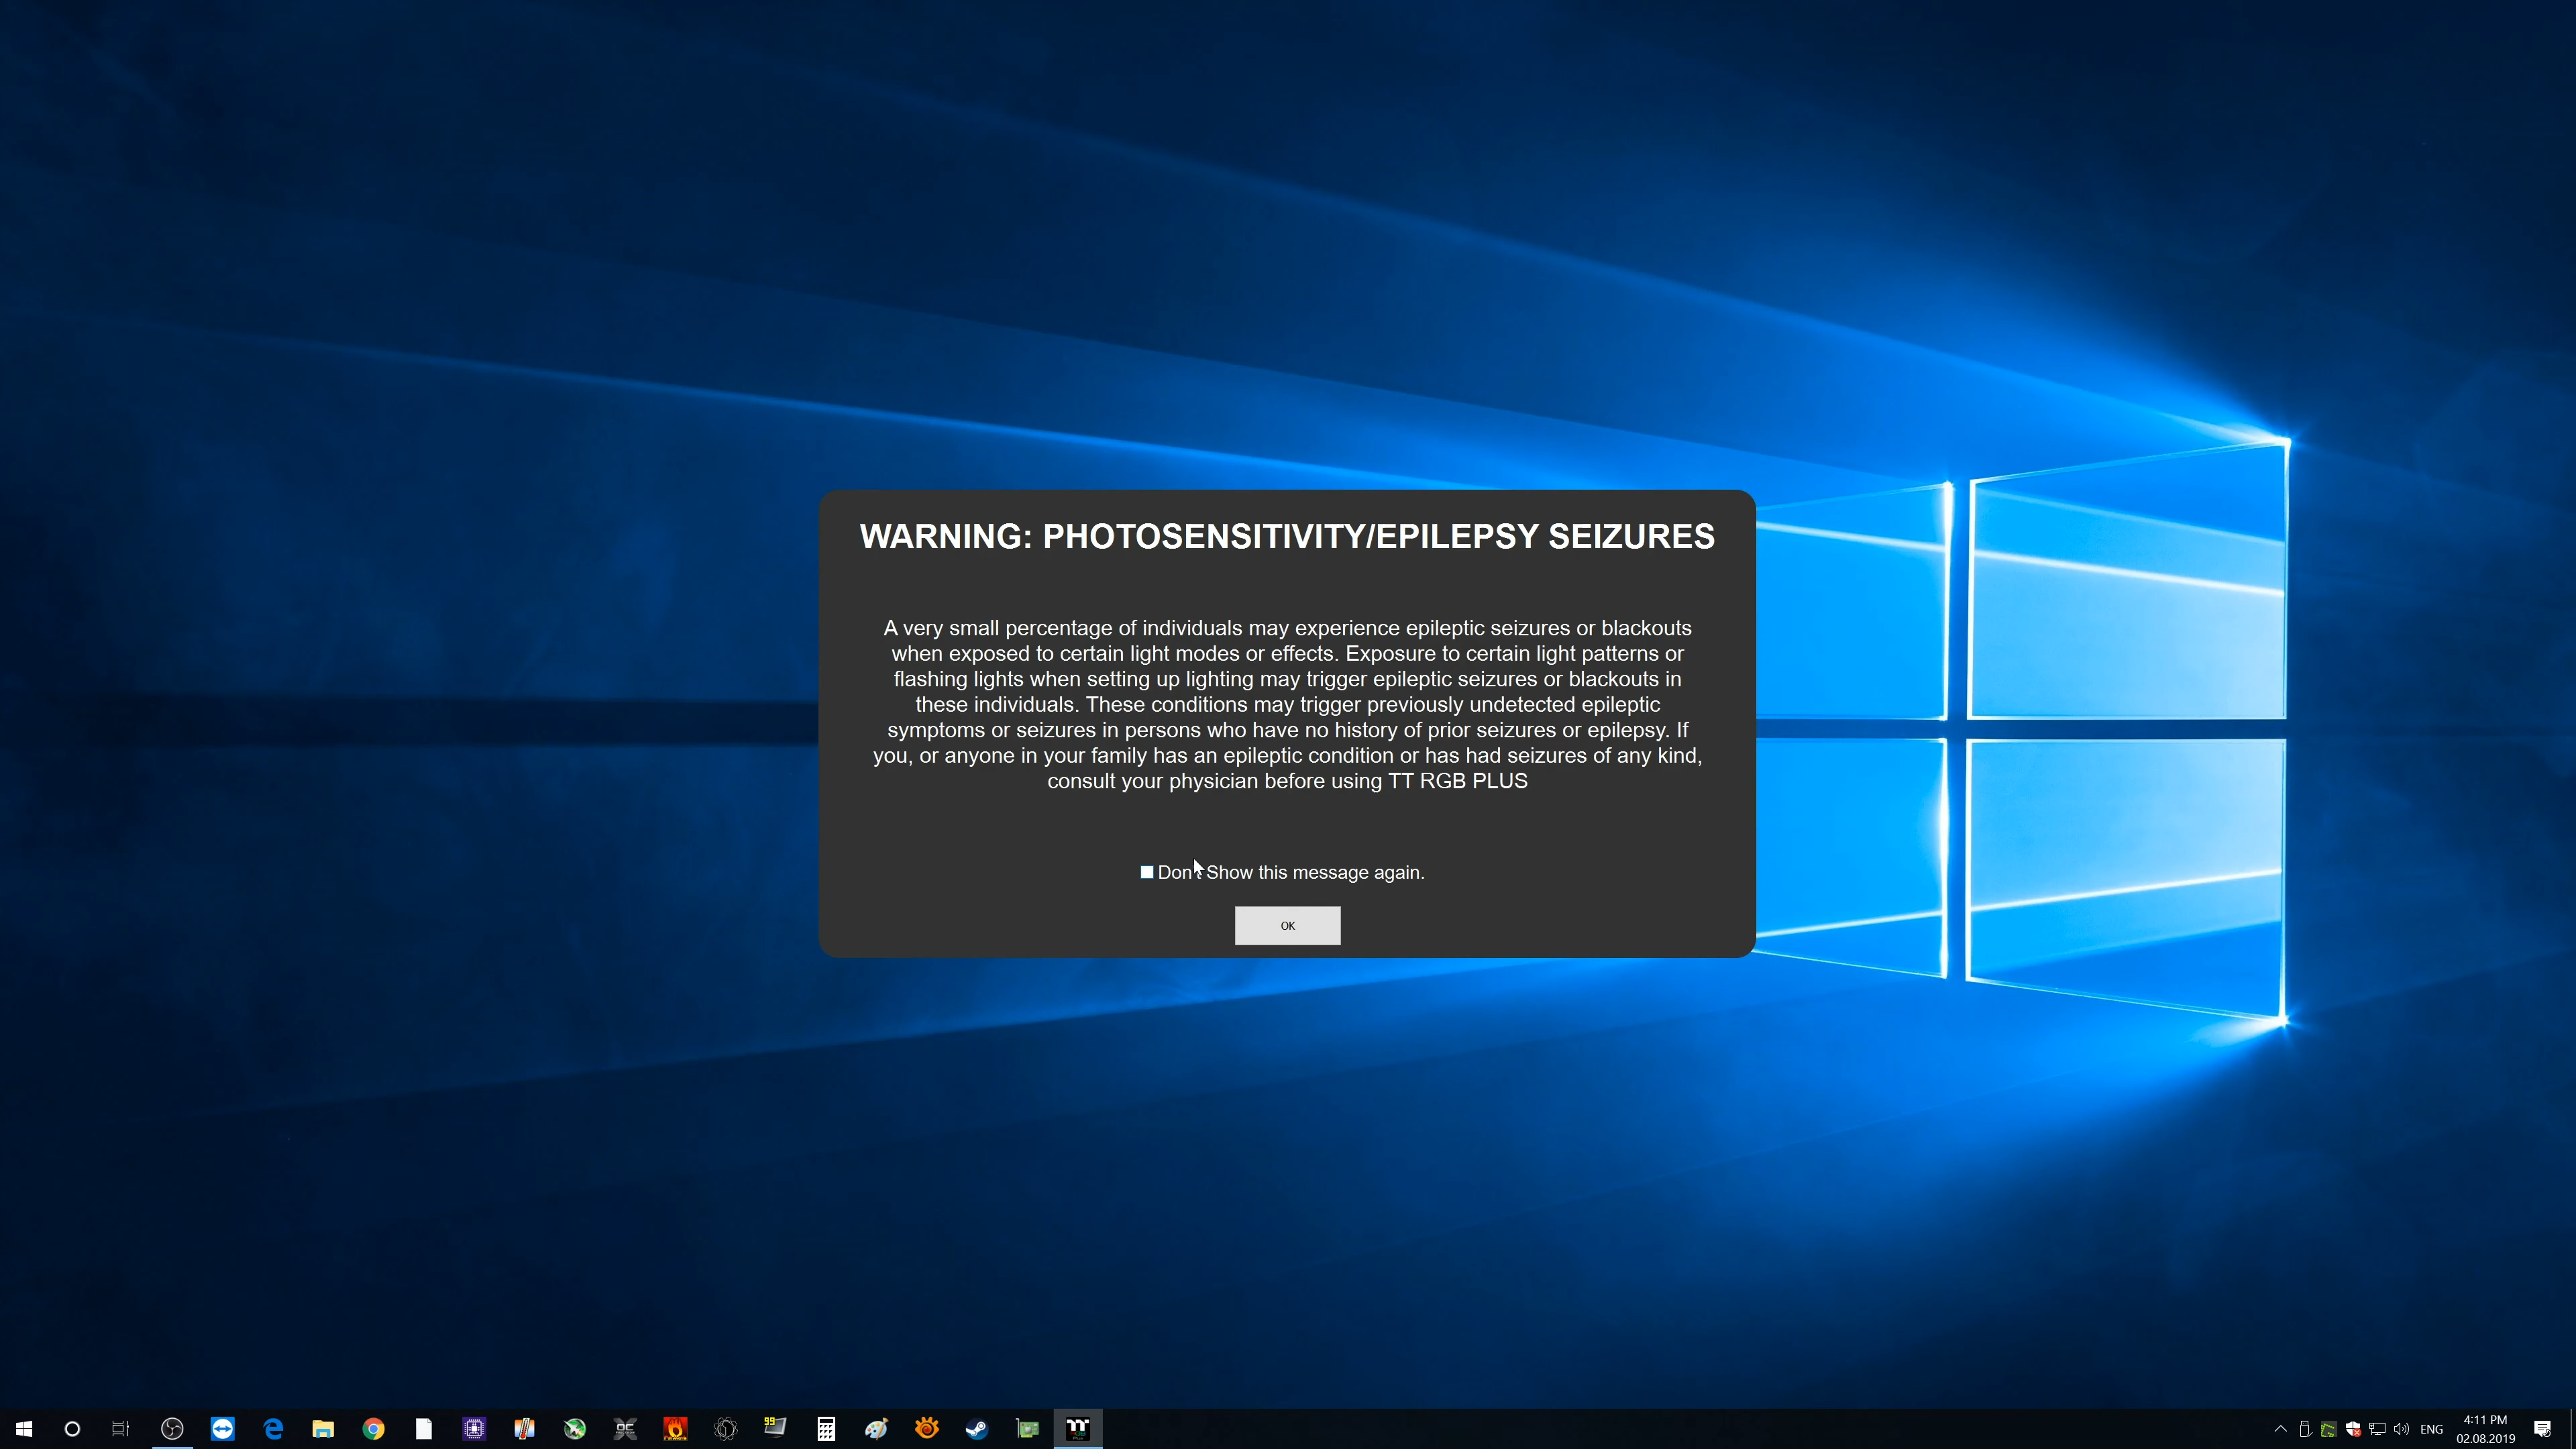 WARNING: PHOTOSENSITIVITY/EPILEPSY SEIZURES
A very small percentage of individuals may experience epileptic seizures or blackouts
when exposed to certain light modes or effects. Exposure to certain light patterns or
flashing lights when setting up lighting may trigger epileptic seizures or blackouts in
these individuals. These conditions may trigger previously undetected epileptic
symptoms or seizures in persons who have no history of prior seizures or epilepsy. If
you, or anyone in your family has an epileptic condition or has had seizures of any kind,
consult your physician before using TT RGB PLUS
Don't Show this message again.
OK
99
ENG
4:11 PM
02.08.2019